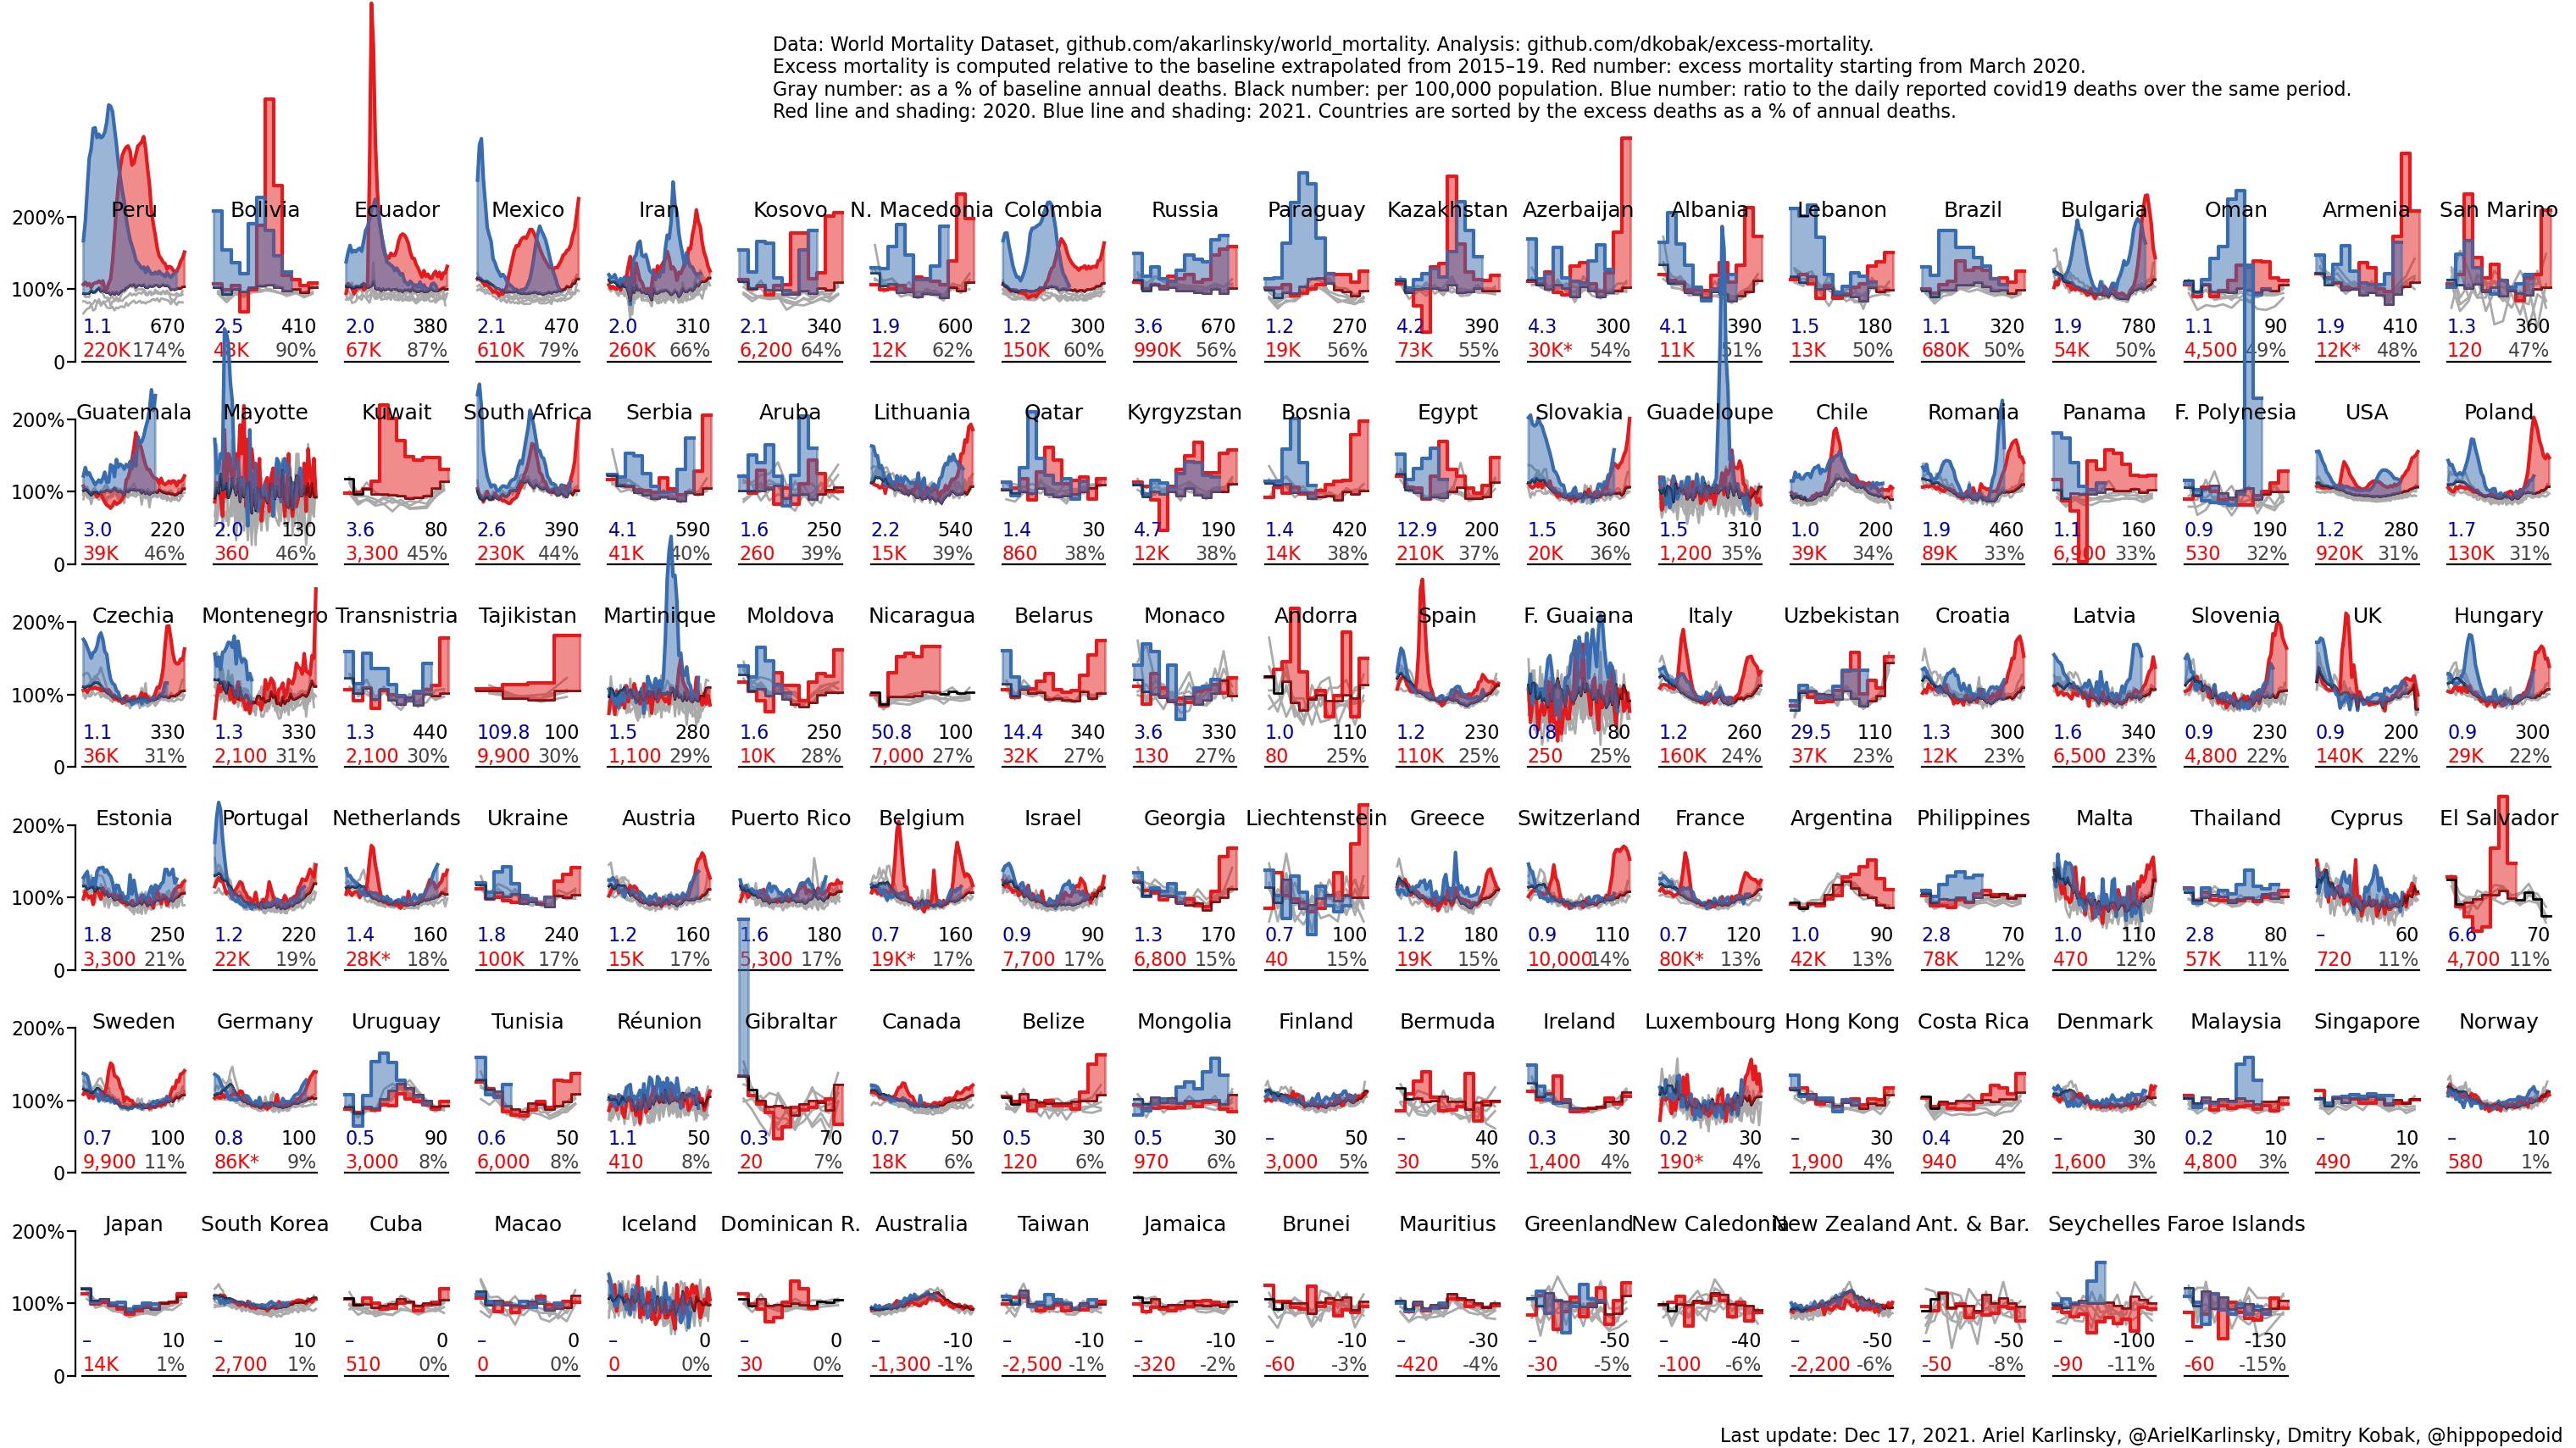 Data: World Mortality Dataset, github.com/akarlinsky/world_mortality. Analysis: github.com/dkobak/excess-mortality.
Excess mortality is computed relative to the baseline extrapolated from 2015–19. Red number: excess mortality starting from March 2020.
Gray number: as a % of baseline annual deaths. Black number: per 100,000 population. Blue number: ratio to the daily reported covid19 deaths over the same period.
Red line and shading: 2020. Blue line and shading: 2021. Countries are sorted by the excess deaths as a % of annual deaths.
200% Peru Bolivia Ecuador Mexico Iran Kosovo N. Macedonia Colombia Russia Paraguay Kazakhstan Azerbaijan Albania Lebanon Brazil Bulgaria Oman Armenia San Marino
100%
1.1 670 2.5 410 2.0 380 2.1 470 2.0 310 2.1 340 1.9 600 1.2 300 3.6 670 1.2 270 4.2 390 4.3 300 4.1 390 1.5 180 1.1 320 1.9 780 1.1 90 1.9 410 1.3 360
220K 174% 48K 90% 67K 87% 610K 79% 260K 66% 6,200 64% 12K 62% 150K 60% 990K 56% 19K 56% 73K 55% 30K* 54% 11K 51% 13K 50% 680K 50% 54K 50% 4,500 49% 12K* 48% 120 47%
0
200% Guatemala Mayotte Kuwait South Africa Serbia Aruba Lithuania Qatar Kyrgyzstan Bosnia Egypt Slovakia Guadeloupe Chile Romania Panama F. Polynesia USA Poland
100%
3.0 220 2.0 130 3.6 80 2.6 390 4.1 590 1.6 250 2.2 540 1.4 30 4.7 190 1.4 420 12.9 200 1.5 360 1.5 310 1.0 200 1.9 460 1.1 160 0.9 190 1.2 280 1.7 350
39K 46% 360 46% 3,300 45% 230K 44% 41K 40% 260 39% 15K 39% 860 38% 12K 38% 14K 38% 210K 37% 20K 36% 1,200 35% 39K 34% 89K 33% 6,900 33% 530 32% 920K 31% 130K 31%
0
200% Czechia Montenegro Transnistria Tajikistan Martinique Moldova Nicaragua Belarus Monaco Andorra Spain F. Guaiana Italy Uzbekistan Croatia Latvia Slovenia UK Hungary
100%
1.1 330 1.3 330 1.3 440 109.8 100 1.5 280 1.6 250 50.8 100 14.4 340 3.6 330 1.0 110 1.2 230 0.8 80 1.2 260 29.5 110 1.3 300 1.6 340 0.9 230 0.9 200 0.9 300
36K 31% 2,100 31% 2,100 30% 9,900 30% 1,100 29% 10K 28% 7,000 27% 32K 27% 130 27% 80 25% 110K 25% 250 25% 160K 24% 37K 23% 12K 23% 6,500 23% 4,800 22% 140K 22% 29K 22%
0
200% Estonia Portugal Netherlands Ukraine Austria Puerto Rico Belgium Israel Georgia Liechtenstein Greece Switzerland France Argentina Philippines Malta Thailand Cyprus El Salvador
100%
1.8 250 1.2 220 1.4 160 1.8 240 1.2 160 1.6 180 0.7 160 0.9 90 1.3 170 0.7 100 1.2 180 0.9 110 0.7 120 1.0 90 2.8 70 1.0 110 2.8 80 – 60 6.6 70
3,300 21% 22K 19% 28K* 18% 100K 17% 15K 17% 5,300 17% 19K* 17% 7,700 17% 6,800 15% 40 15% 19K 15% 10,000 14% 80K* 13% 42K 13% 78K 12% 470 12% 57K 11% 720 11% 4,700 11%
0
200% Sweden Germany Uruguay Tunisia Réunion Gibraltar Canada Belize Mongolia Finland Bermuda Ireland Luxembourg Hong Kong Costa Rica Denmark Malaysia Singapore Norway
100%
0.7 100 0.8 100 0.5 90 0.6 50 1.1 50 0.3 70 0.7 50 0.5 30 0.5 30 – 50 – 40 0.3 30 0.2 30 – 30 0.4 20 – 30 0.2 10 – 10 – 10
9,900 11% 86K* 9% 3,000 8% 6,000 8% 410 8% 20 7% 18K 6% 120 6% 970 6% 3,000 5% 30 5% 1,400 4% 190* 4% 1,900 4% 940 4% 1,600 3% 4,800 3% 490 2% 580 1%
0
200% Japan South Korea Cuba Macao Iceland Dominican R. Australia Taiwan Jamaica Brunei Mauritius Greenland New Caledonia New Zealand Ant. & Bar. Seychelles Faroe Islands
100%
– 10 – 10 – 0 – 0 – 0 – 0 – -10 – -10 – -10 – -10 – -30 – -50 – -40 – -50 – -50 – -100 – -130
14K 1% 2,700 1% 510 0% 0 0% 0 0% 30 0% -1,300 -1% -2,500 -1% -320 -2% -60 -3% -420 -4% -30 -5% -100 -6% -2,200 -6% -50 -8% -90 -11% -60 -15%
0
Last update: Dec 17, 2021. Ariel Karlinsky, @ArielKarlinsky, Dmitry Kobak, @hippopedoid